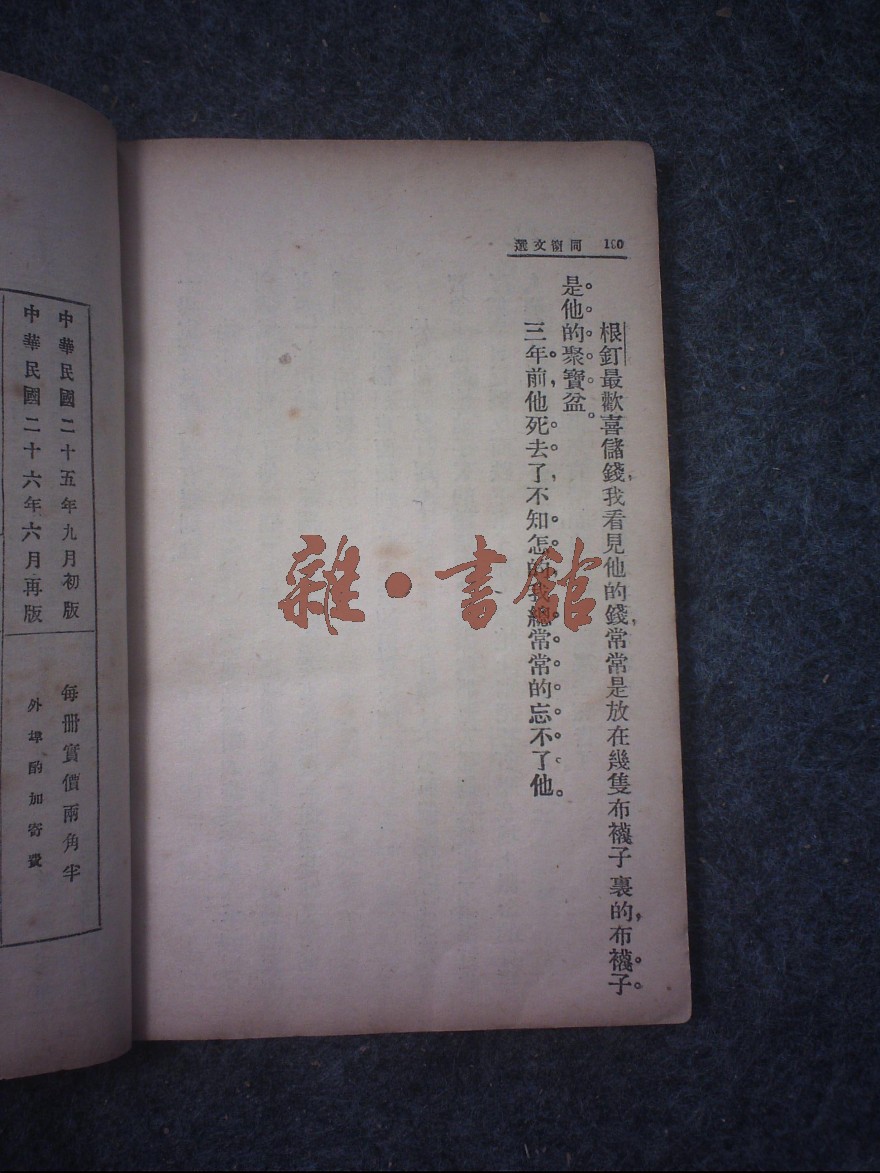 160 開閒文選
根釘最歡喜儲錢，我看見他的錢，常常是放在幾隻布襪子裏的，布襪子
是他的聚寶盆。
三年前，他死去了，不知怎的，我總常常的忘不了他。
中華民國二十五年九月初版
中華民國二十六年六月再版
每冊實價兩角半
外埠酌加寄費
雜·書館